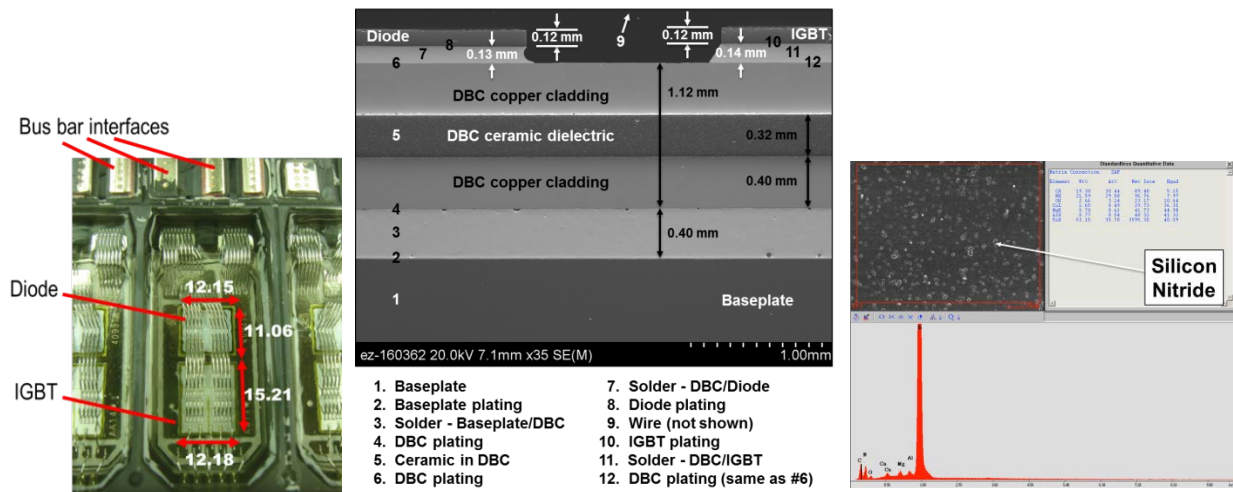 Bus bar interfaces
Diode
IGBT
12.15
11.06
15.21
12.18
Diode
IGBT
0.12 mm
0.12 mm
0.13 mm
0.14 mm
7
8
9
10
11
6
12
DBC copper cladding
1.12 mm
5
DBC ceramic dielectric
0.32 mm
DBC copper cladding
0.40 mm
4
3
0.40 mm
2
1
Baseplate
ez-160362 20.0kV 7.1mm x35 SE(M)
1.00mm
1. Baseplate
2. Baseplate plating
3. Solder - Baseplate/DBC
4. DBC plating
5. Ceramic in DBC
6. DBC plating
7. Solder - DBC/Diode
8. Diode plating
9. Wire (not shown)
10. IGBT plating
11. Solder - DBC/IGBT
12. DBC plating (same as #6)
Standardless Quantitative Data
Silicon
Nitride
C
N
O
Cu
Cu
Mg
Al